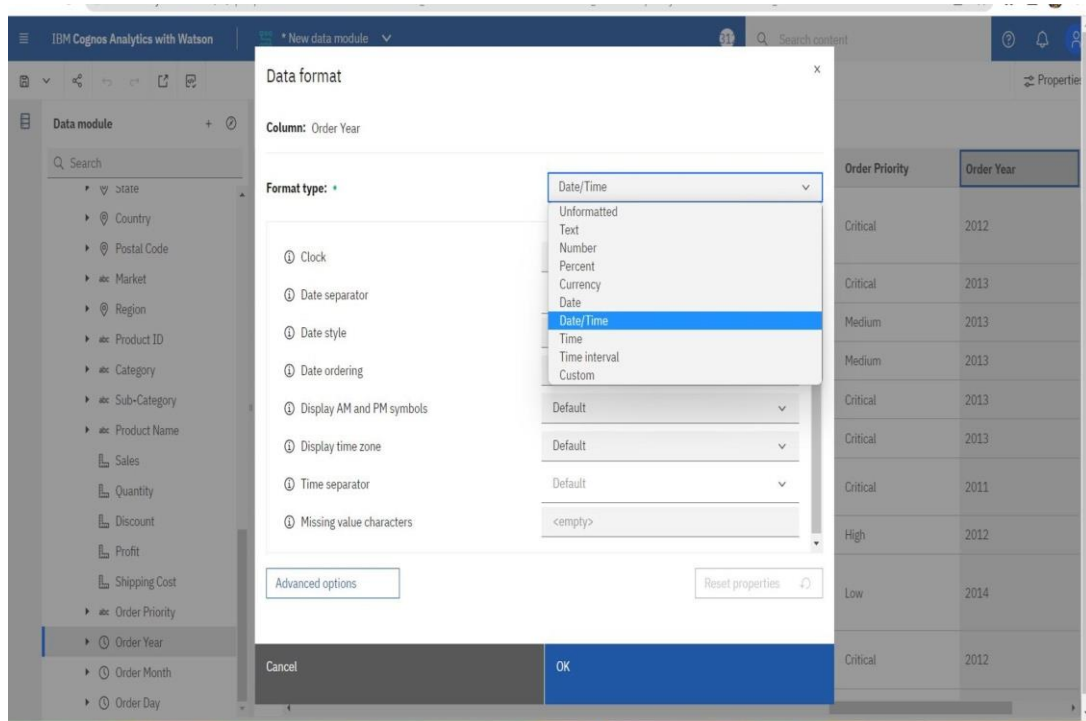 IBM Cognos Analytics with Watson
* New data module
Search content
Properties
Data module
Search
State
Country
Postal Code
Market
Region
Product ID
Category
Sub-Category
Product Name
Sales
Quantity
Discount
Profit
Shipping Cost
Order Priority
Order Year
Order Month
Order Day
Data format
x
Column: Order Year
Format type:
Date/Time
Unformatted
Text
Number
Percent
Currency
Date
Date/Time
Time
Time interval
Custom
Clock
Date separator
Date style
Date ordering
Display AM and PM symbols Default
Display time zone Default
Time separator Default
Missing value characters <empty>
Advanced options
Reset properties
Cancel
OK
Order Priority Order Year
Critical 2012
Critical 2013
Medium 2013
Medium 2013
Critical 2013
Critical 2013
Critical 2011
High 2012
Low 2014
Critical 2012